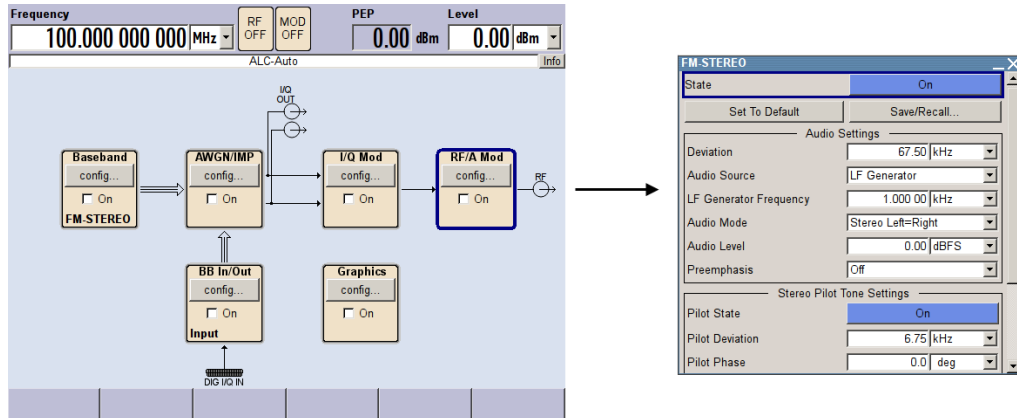 Frequency
100.000 000 000 MHz
RF OFF
MOD OFF
PEP
0.00 dBm
Level
0.00 dBm
ALC-Auto
Info
I/Q OUT
Baseband
config...
On
FM-STEREO
AWGN/IMP
config...
On
I/Q Mod
config...
On
RF/A Mod
config...
On
RF
BB In/Out
config...
On
Input
Graphics
config...
On
DIG I/Q IN
FM-STEREO
State On
Set To Default Save/Recall...
Audio Settings
Deviation 67.50 kHz
Audio Source LF Generator
LF Generator Frequency 1.000 00 kHz
Audio Mode Stereo Left=Right
Audio Level 0.00 dBFS
Preemphasis Off
Stereo Pilot Tone Settings
Pilot State On
Pilot Deviation 6.75 kHz
Pilot Phase 0.0 deg